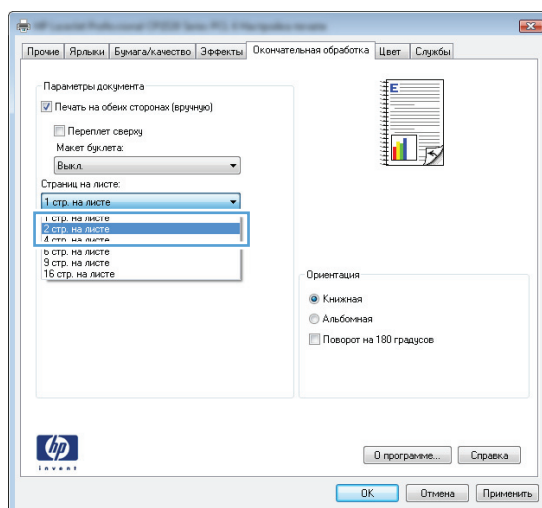 Прочие Ярлыки Бумага/качество Эффекты Окончательная обработка Цвет Службы
Параметры документа
Печать на обеих сторонах (вручную)
Переплет сверху
Макет буклета:
Выкл.
Страниц на листе:
1 стр. на листе
1 стр. на листе
2 стр. на листе
4 стр. на листе
6 стр. на листе
9 стр. на листе
16 стр. на листе
E
Ориентация
Книжная
Альбомная
Поворот на 180 градусов
hp
invent
О программе... Справка
OK Отмена Применить